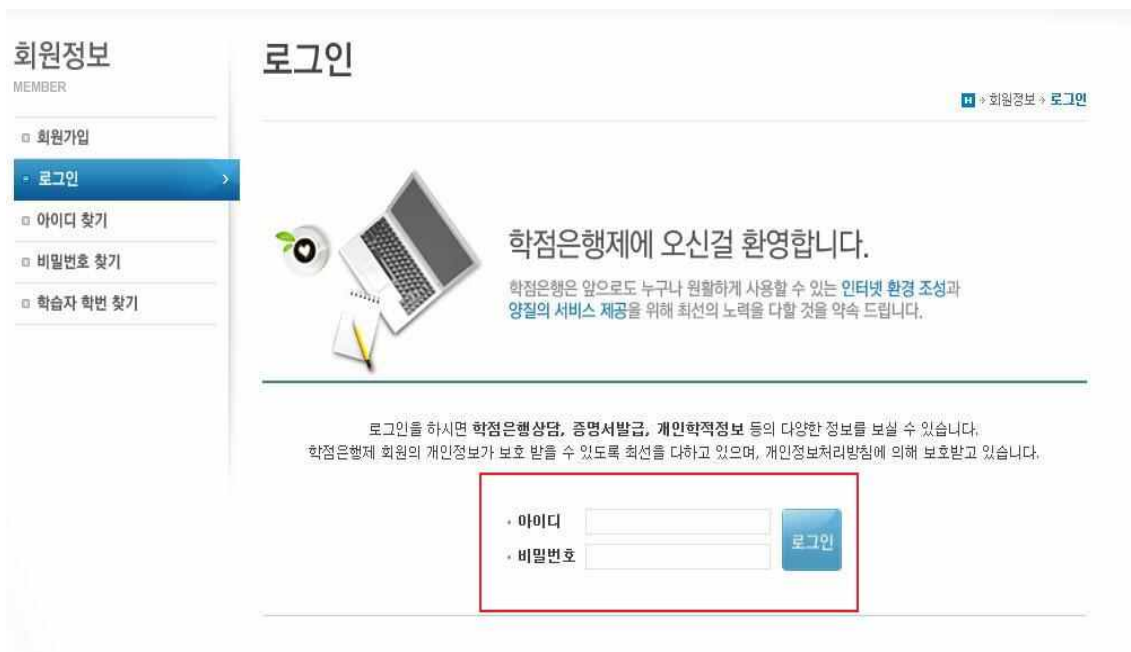 회원정보
MEMBER
회원가입
로그인
아이디 찾기
비밀번호 찾기
학습자 학번 찾기
로그인
H 회원정보 로그인
학점은행제에 오신걸 환영합니다.
학점은행은 앞으로도 누구나 원활하게 사용할 수 있는 인터넷 환경 조성과
양질의 서비스 제공을 위해 최선의 노력을 다할 것을 약속 드립니다.
로그인을 하시면 학점은행상담, 증명서발급, 개인학적정보 등의 다양한 정보를 보실 수 있습니다.
학점은행제 회원의 개인정보가 보호 받을 수 있도록 최선을 다하고 있으며, 개인정보처리방침에 의해 보호받고 있습니다.
아이디
비밀번호
로그인